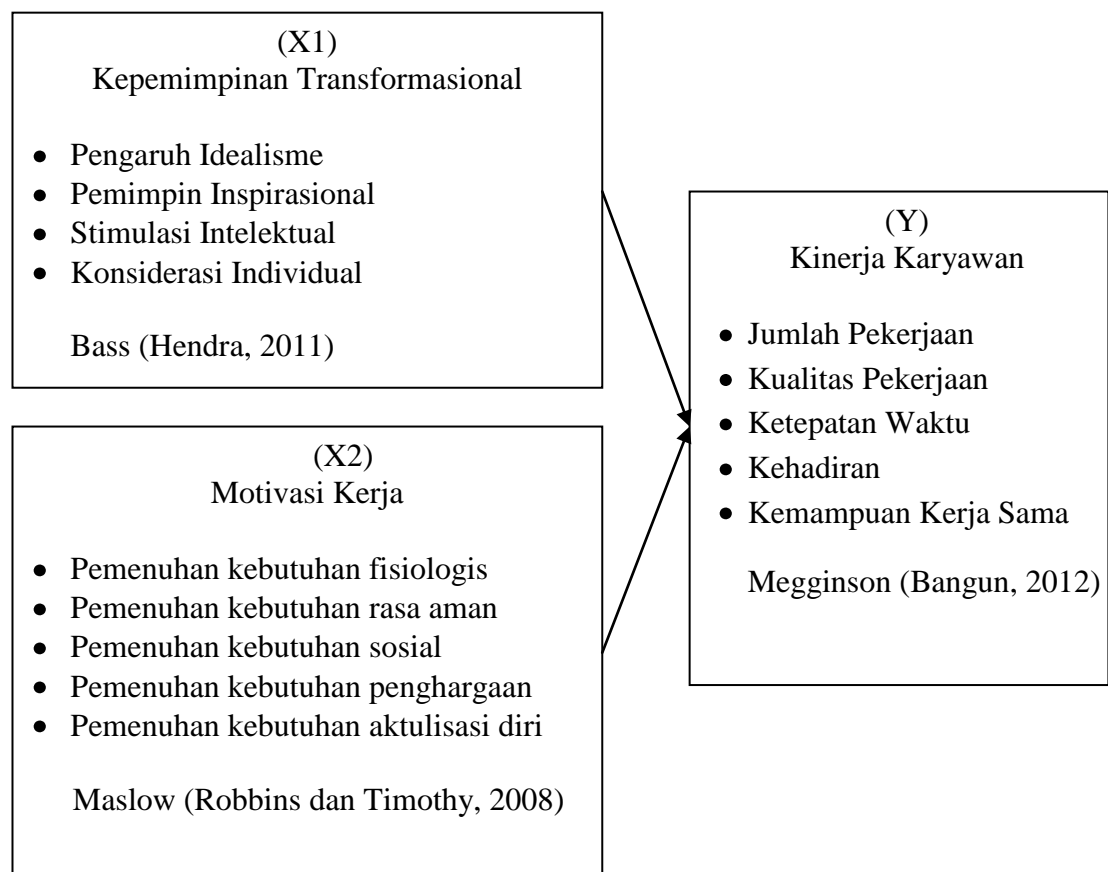 (X1)
Kepemimpinan Transformasional
• Pengaruh Idealisme
• Pemimpin Inspirasional
• Stimulasi Intelektual
• Konsiderasi Individual
Bass (Hendra, 2011)
(X2)
Motivasi Kerja
• Pemenuhan kebutuhan fisiologis
• Pemenuhan kebutuhan rasa aman
• Pemenuhan kebutuhan sosial
• Pemenuhan kebutuhan penghargaan
• Pemenuhan kebutuhan aktulisasi diri
Maslow (Robbins dan Timothy, 2008)
(Y)
Kinerja Karyawan
• Jumlah Pekerjaan
• Kualitas Pekerjaan
• Ketepatan Waktu
• Kehadiran
• Kemampuan Kerja Sama
Megginson (Bangun, 2012)